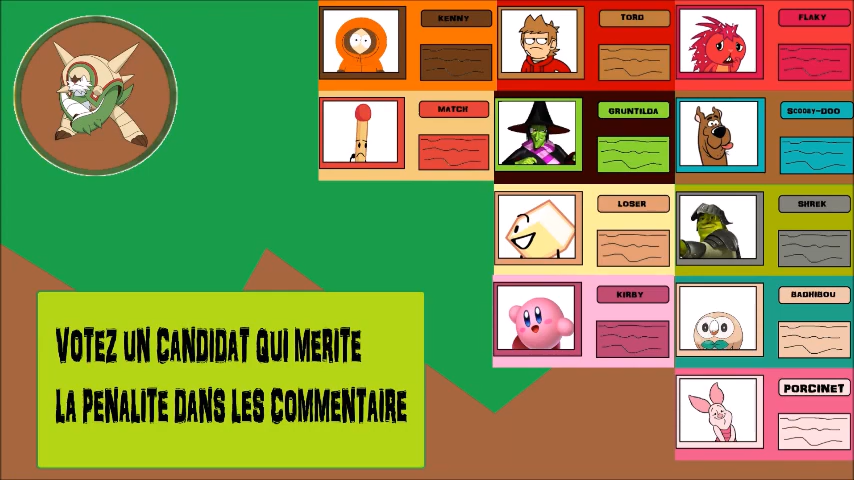 KENNY
TORD
FLAKY
MATCH
GRUNTILDA
SCOOBY-DOO
LOSER
SHREK
KIRBY
BADHIBOU
PORCINET
VOTEZ UN CANDIDAT QUI MERITE
LA PENALITE DANS LES COMMENTAIRE